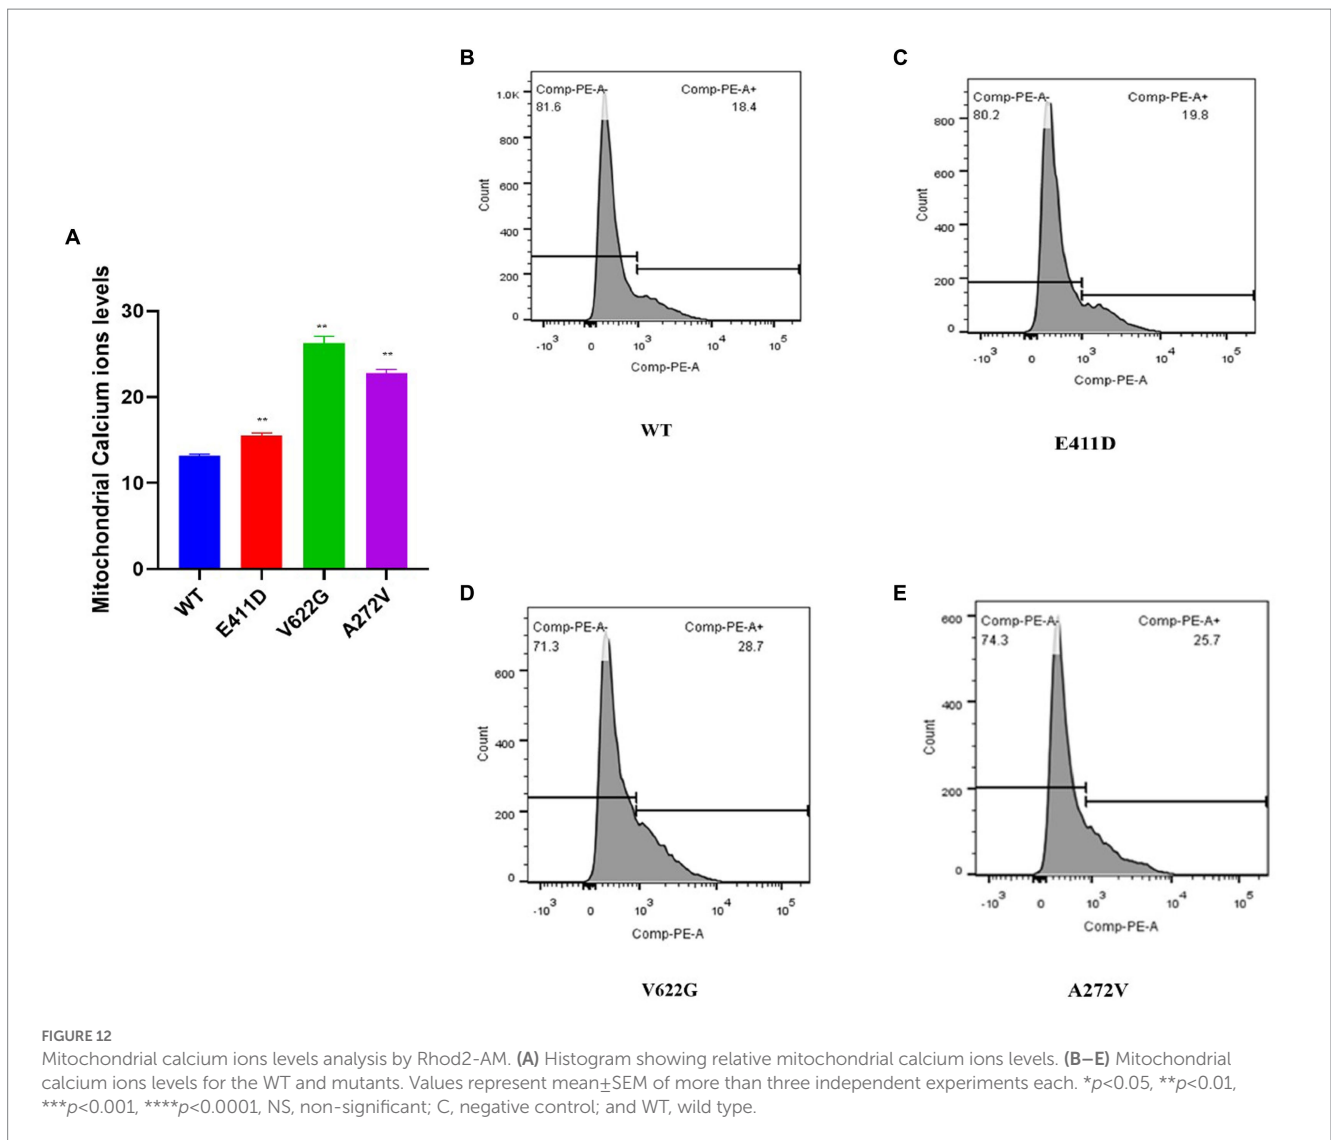 A
Mitochondrial Calcium ions levels
30
20
10
0
**
**
**
WT
E411D
V622G
A272V
B
Comp-PE-A-
81.6
Comp-PE-A+
18.4
1.0K
800
600
400
200
0
Count
-10³ 0 10³ 10⁴ 10⁵
Comp-PE-A
WT
C
Comp-PE-A-
80.2
Comp-PE-A+
19.8
800
600
400
200
0
Count
-10³ 0 10³ 10⁴ 10⁵
Comp-PE-A
E411D
D
Comp-PE-A-
71.3
Comp-PE-A+
28.7
600
400
200
0
Count
-10³ 0 10³ 10⁴ 10⁵
Comp-PE-A
V622G
E
Comp-PE-A-
74.3
Comp-PE-A+
25.7
600
400
200
0
Count
-10³ 0 10³ 10⁴ 10⁵
Comp-PE-A
A272V
FIGURE 12
Mitochondrial calcium ions levels analysis by Rhod2-AM. (A) Histogram showing relative mitochondrial calcium ions levels. (B–E) Mitochondrial
calcium ions levels for the WT and mutants. Values represent mean±SEM of more than three independent experiments each. *p<0.05, **p<0.01,
***p<0.001, ****p<0.0001, NS, non-significant; C, negative control; and WT, wild type.